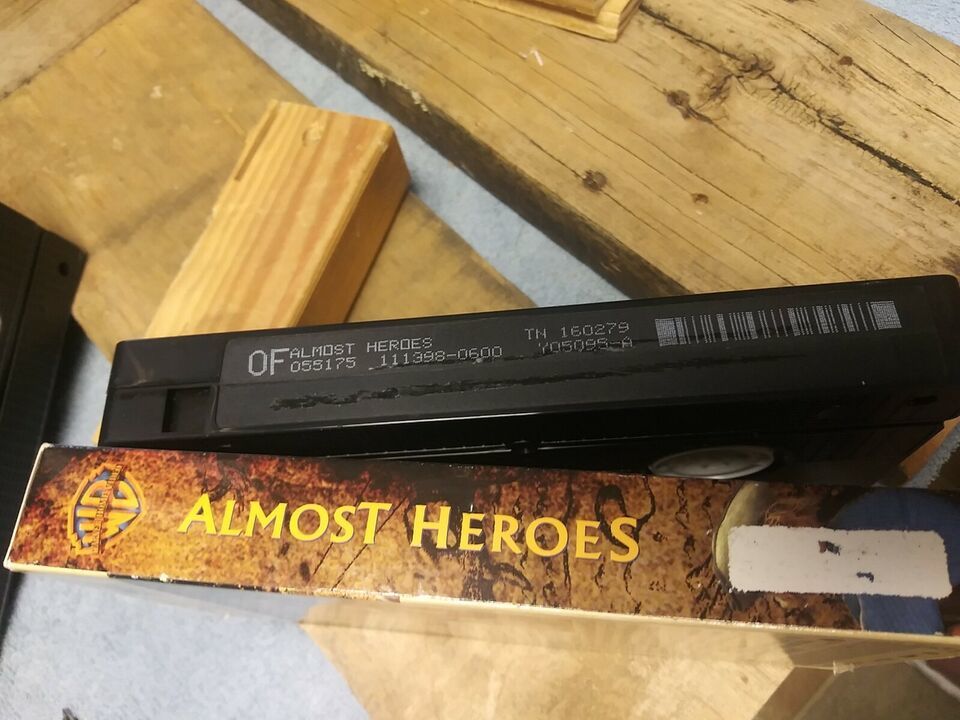 OF ALMOST HEROES
055175 111398-0600
TN 160279
Y05095-A
ALMOST HEROES